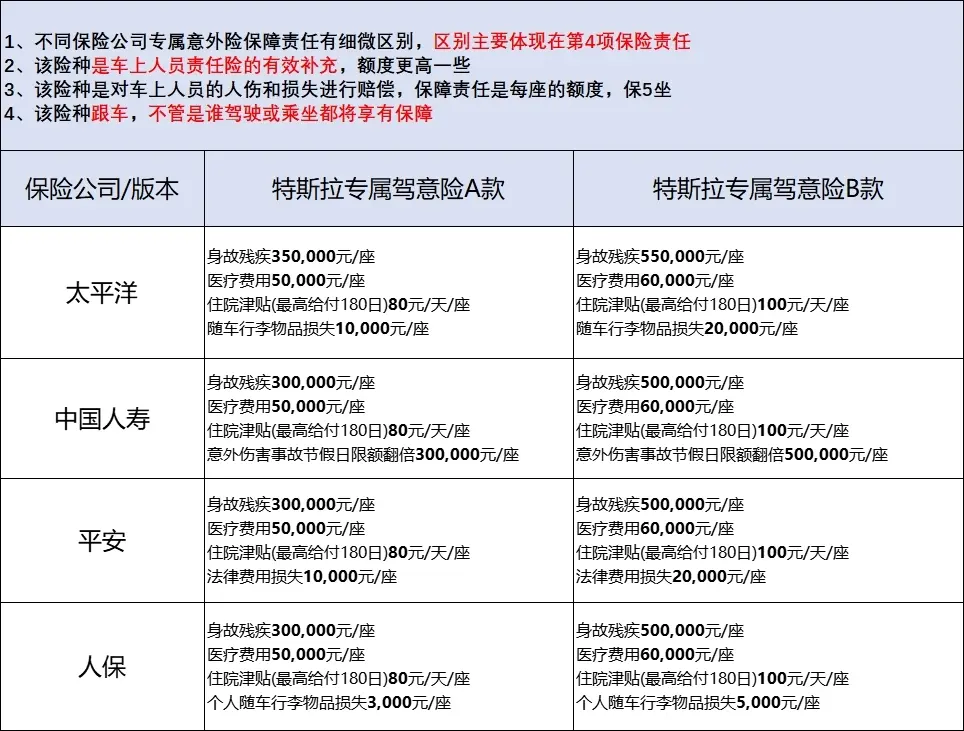 1、不同保险公司专属意外险保障责任有细微区别，区别主要体现在第4项保险责任
2、该险种是车上人员责任险的有效补充，额度更高一些
3、该险种是对车上人员的人伤和损失进行赔偿，保障责任是每座的额度，保5坐
4、该险种跟车，不管是谁驾驶或乘坐都将享有保障
保险公司/版本
特斯拉专属驾意险A款
特斯拉专属驾意险B款
太平洋
身故残疾350,000元/座
医疗费用50,000元/座
住院津贴(最高给付180日)80元/天/座
随车行李物品损失10,000元/座
身故残疾550,000元/座
医疗费用60,000元/座
住院津贴(最高给付180日)100元/天/座
随车行李物品损失20,000元/座
中国人寿
身故残疾300,000元/座
医疗费用50,000元/座
住院津贴(最高给付180日)80元/天/座
意外伤害事故节假日限额翻倍300,000元/座
身故残疾500,000元/座
医疗费用60,000元/座
住院津贴(最高给付180日)100元/天/座
意外伤害事故节假日限额翻倍500,000元/座
平安
身故残疾300,000元/座
医疗费用50,000元/座
住院津贴(最高给付180日)80元/天/座
法律费用损失10,000元/座
身故残疾500,000元/座
医疗费用60,000元/座
住院津贴(最高给付180日)100元/天/座
法律费用损失20,000元/座
人保
身故残疾300,000元/座
医疗费用50,000元/座
住院津贴(最高给付180日)80元/天/座
个人随车行李物品损失3,000元/座
身故残疾500,000元/座
医疗费用60,000元/座
住院津贴(最高给付180日)100元/天/座
个人随车行李物品损失5,000元/座